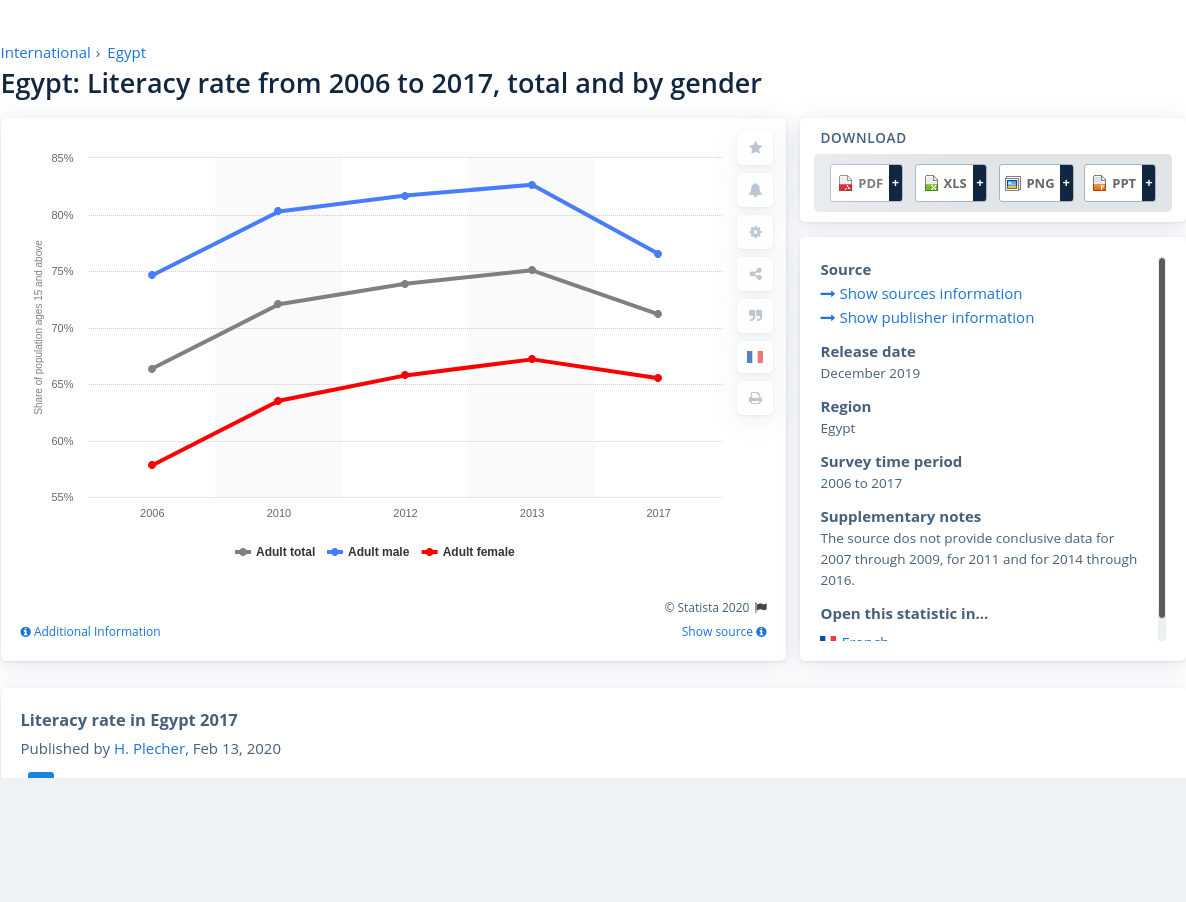 International › Egypt
Egypt: Literacy rate from 2006 to 2017, total and by gender
85%
80%
75%
70%
65%
60%
55%
Share of population ages 15 and above
2006 2010 2012 2013 2017
Adult total Adult male Adult female
© Statista 2020
Additional Information Show source
DOWNLOAD
PDF + XLS + PNG + PPT +
Source
Show sources information
Show publisher information
Release date
December 2019
Region
Egypt
Survey time period
2006 to 2017
Supplementary notes
The source dos not provide conclusive data for
2007 through 2009, for 2011 and for 2014 through
2016.
Open this statistic in...
French
Literacy rate in Egypt 2017
Published by H. Plecher, Feb 13, 2020